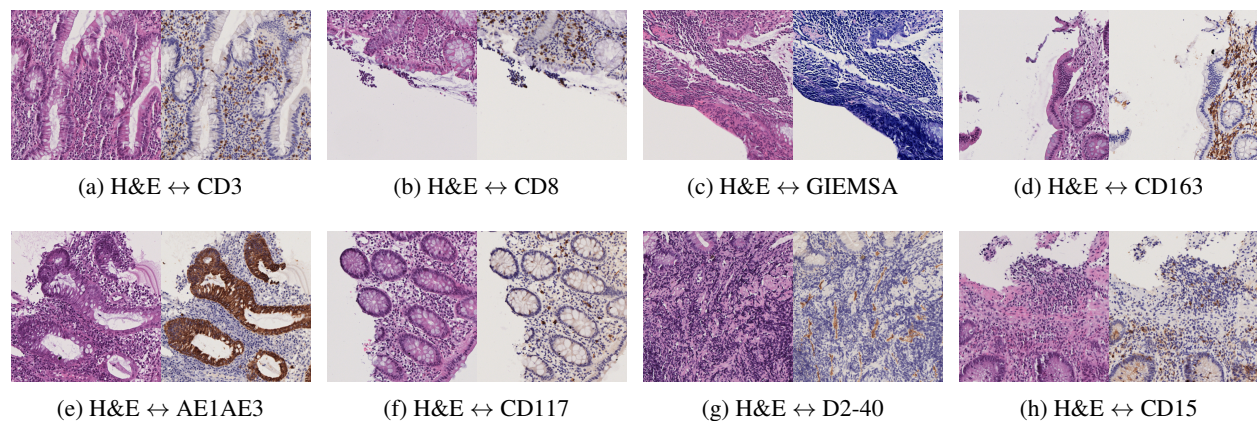 (a) H&E ↔ CD3
(b) H&E ↔ CD8
(c) H&E ↔ GIEMSA
(d) H&E ↔ CD163
(e) H&E ↔ AE1AE3
(f) H&E ↔ CD117
(g) H&E ↔ D2-40
(h) H&E ↔ CD15